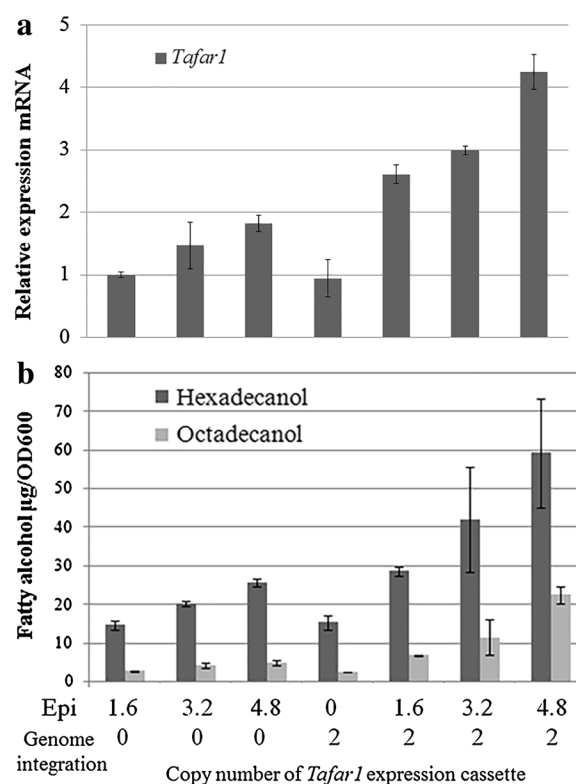 a
5
4
3
2
1
0
Relative expression mRNA
Tafar1
b
80
70
60
50
40
30
20
10
0
Fatty alcohol µg/OD600
Hexadecanol
Octadecanol
Epi 1.6 3.2 4.8 0 1.6 3.2 4.8
Genome integration 0 0 0 2 2 2 2
Copy number of Tafar1 expression cassette